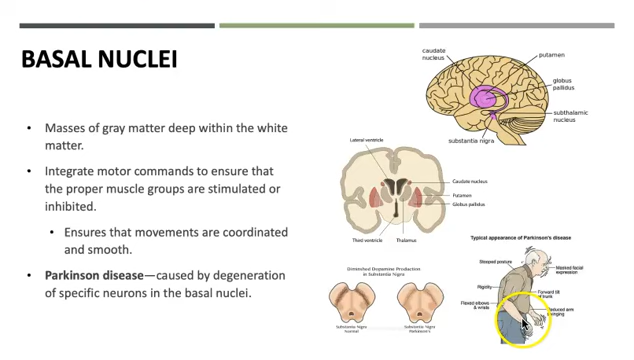 BASAL NUCLEI
• Masses of gray matter deep within the white
matter.
• Integrate motor commands to ensure that
the proper muscle groups are stimulated or
inhibited.
• Ensures that movements are coordinated
and smooth.
• Parkinson disease—caused by degeneration
of specific neurons in the basal nuclei.
caudate
nucleus
putamen
globus
pallidus
subthalamic
nucleus
substantia nigra
Lateral ventricle
Caudate nucleus
Putamen
Globus pallidus
Third ventricle
Thalamus
Diminished Dopamine Production
in Substantia Nigra
Substantia Nigra
Normal
Substantia Nigra
Parkinson's
Typical appearance of Parkinson's disease
Stooped posture
Masked facial
expression
Rigidity
Forward tilt
of trunk
Flexed elbows
& wrists
Reduced arm
swinging